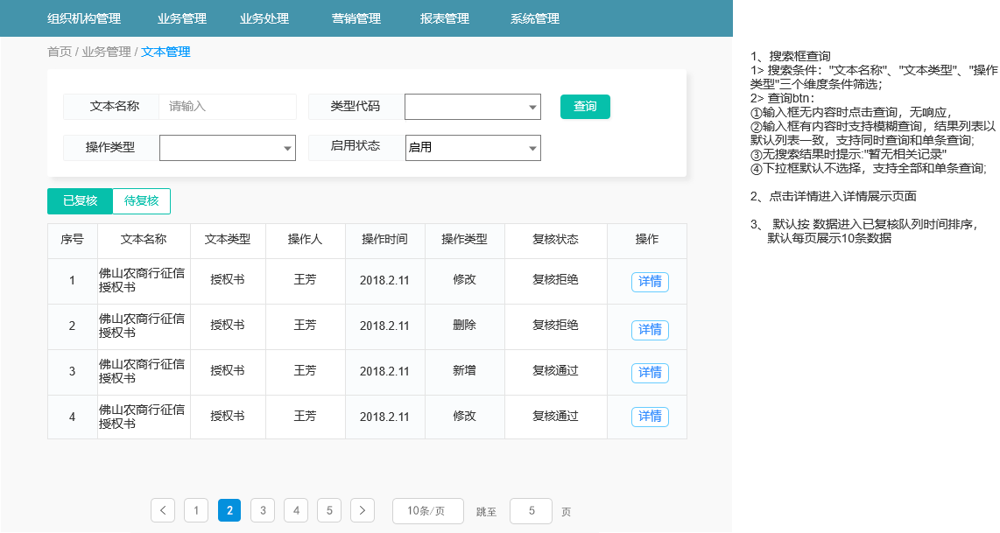 组织机构管理 业务管理 业务处理 营销管理 报表管理 系统管理
首页 / 业务管理 / 文本管理
文本名称 请输入 类型代码 查询
操作类型 启用状态 启用
已复核 待复核
序号 文本名称 文本类型 操作人 操作时间 操作类型 复核状态 操作
1 佛山农商行征信 授权书 王芳 2018.2.11 修改 复核拒绝 详情
授权书
2 佛山农商行征信 授权书 王芳 2018.2.11 删除 复核拒绝 详情
授权书
3 佛山农商行征信 授权书 王芳 2018.2.11 新增 复核通过 详情
授权书
4 佛山农商行征信 授权书 王芳 2018.2.11 修改 复核通过 详情
授权书
< 1 2 3 4 5 > 10条/页 跳至 5 页
1、搜索框查询
1> 搜索条件："文本名称"、"文本类型"、"操作
类型"三个维度条件筛选；
2> 查询btn：
①输入框无内容时点击查询，无响应，
②输入框有内容时支持模糊查询，结果列表以
默认列表一致，支持同时查询和单条查询;
③无搜索结果时提示:"暂无相关记录"
④下拉框默认不选择，支持全部和单条查询;
2、点击详情进入详情展示页面
3、 默认按 数据进入已复核队列时间排序，
默认每页展示10条数据